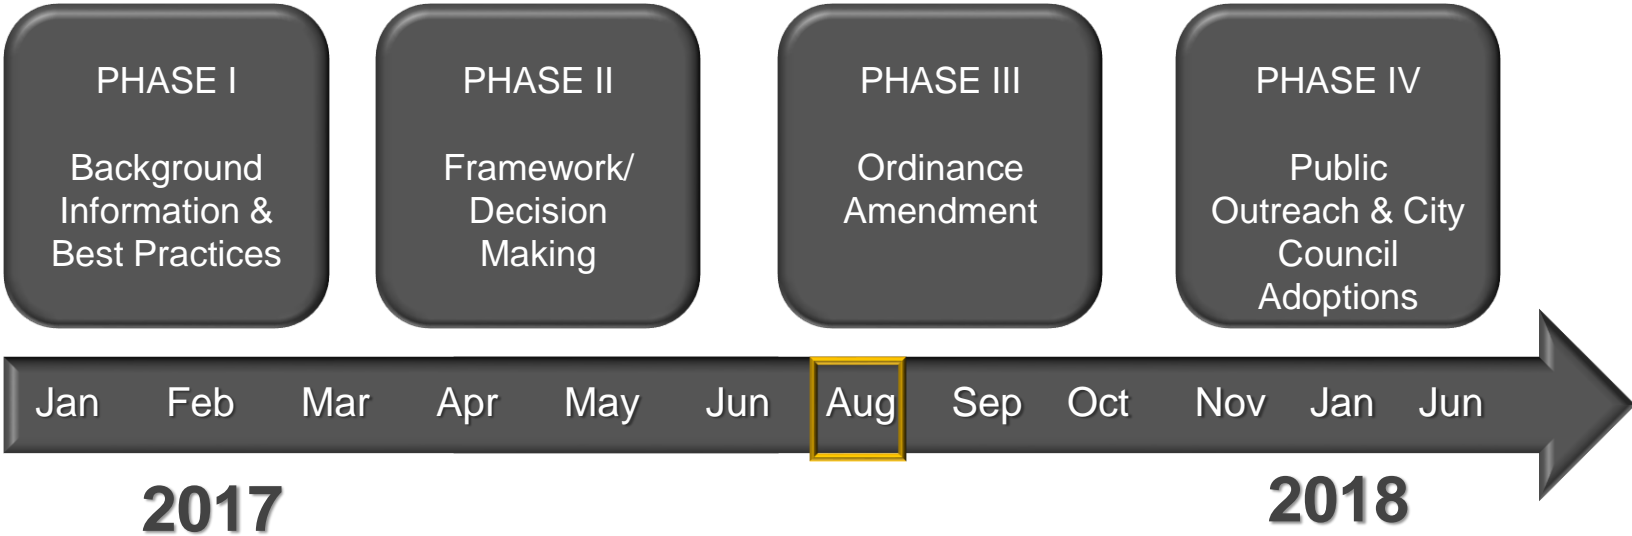 PHASE I
Background
Information &
Best Practices
PHASE II
Framework/
Decision
Making
PHASE III
Ordinance
Amendment
PHASE IV
Public
Outreach & City
Council
Adoptions
Jan Feb Mar Apr May Jun Aug Sep Oct Nov Jan Jun
2017 2018